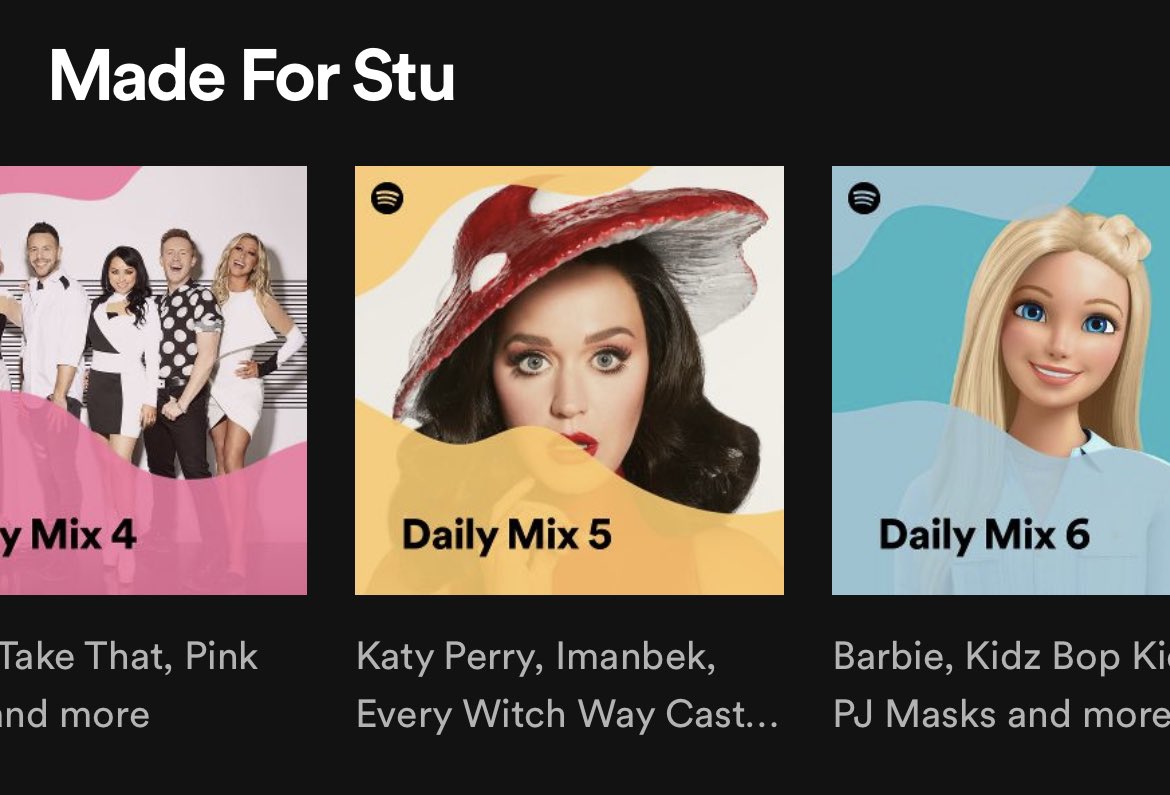 Made For Stu
y Mix 4
Daily Mix 5
Daily Mix 6
Take That, Pink
and more
Katy Perry, Imanbek,
Every Witch Way Cast...
Barbie, Kidz Bop Ki
PJ Masks and more